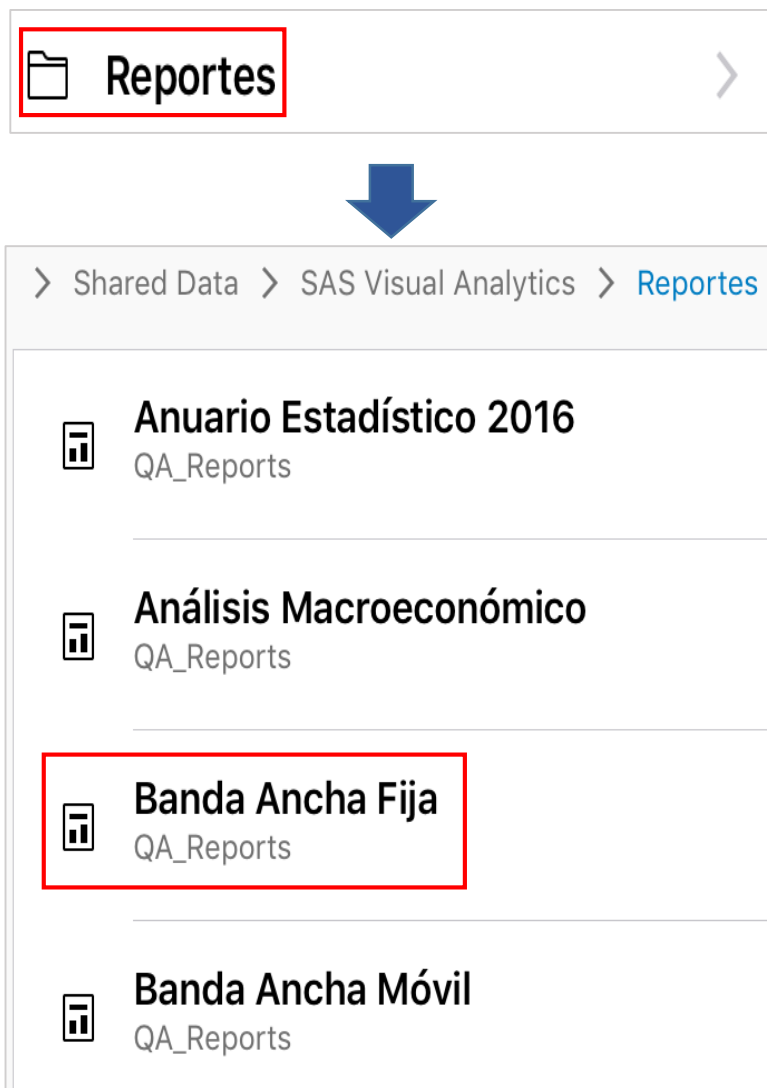 Reportes
Shared Data SAS Visual Analytics Reportes
Anuario Estadístico 2016
QA_Reports
Análisis Macroeconómico
QA_Reports
Banda Ancha Fija
QA_Reports
Banda Ancha Móvil
QA_Reports